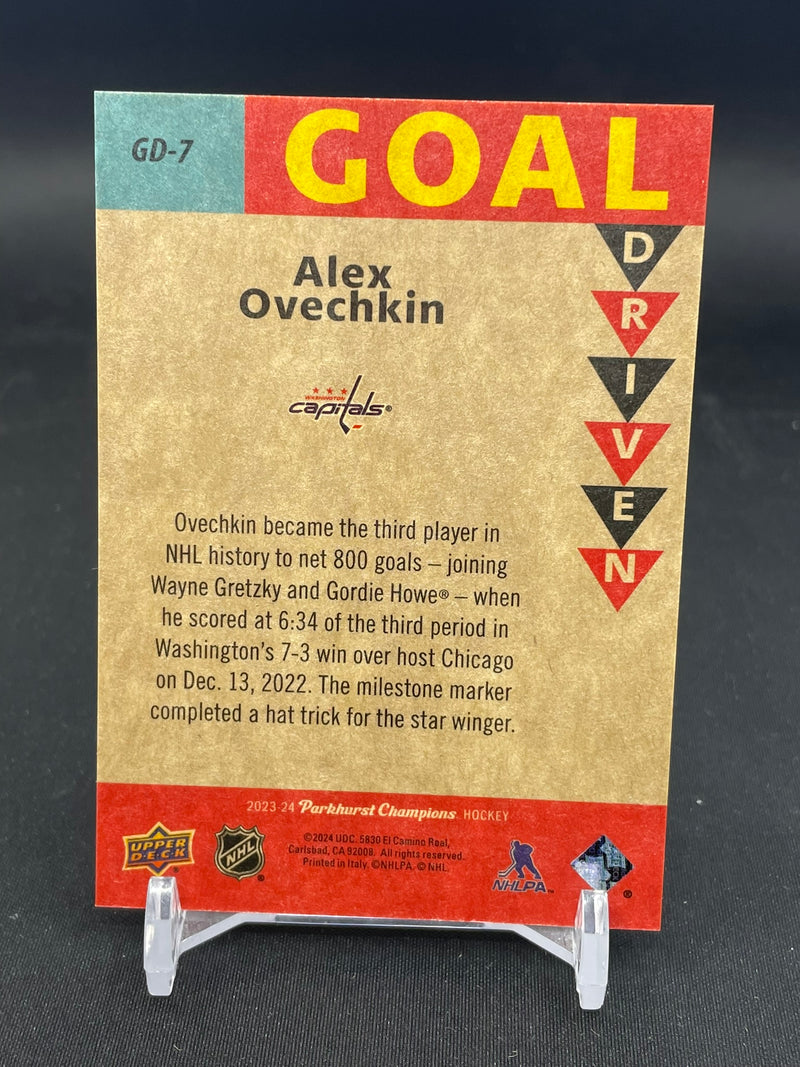 GD-7
GOAL
DRIVEN
Alex
Ovechkin
WASHINGTON
capitals®
Ovechkin became the third player in
NHL history to net 800 goals – joining
Wayne Gretzky and Gordie Howe® – when
he scored at 6:34 of the third period in
Washington's 7-3 win over host Chicago
on Dec. 13, 2022. The milestone marker
completed a hat trick for the star winger.
2023-24 Parkhurst Champions HOCKEY
UPPER
DECK
®
NHL
®
©2024 UDC. 5830 El Camino Real,
Carlsbad, CA 92008. All rights reserved.
Printed in Italy. ©NHLPA. © NHL.
NHLPA™
®